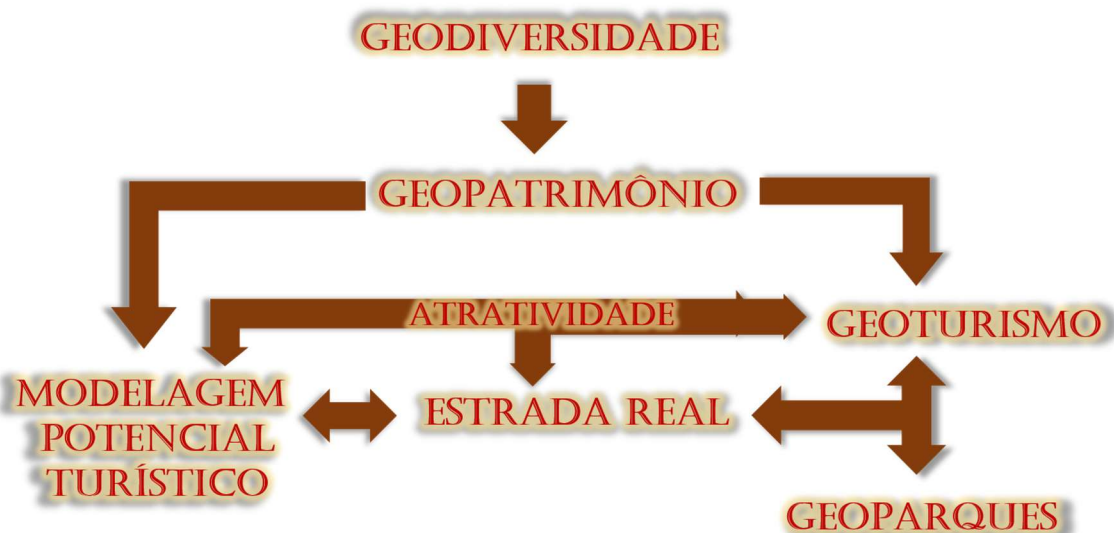 GEODIVERSIDADE
GEOPATRIMÔNIO
ATRATIVIDADE
GEOTURISMO
MODELAGEM
POTENCIAL
TURÍSTICO
ESTRADA REAL
GEOPARQUES